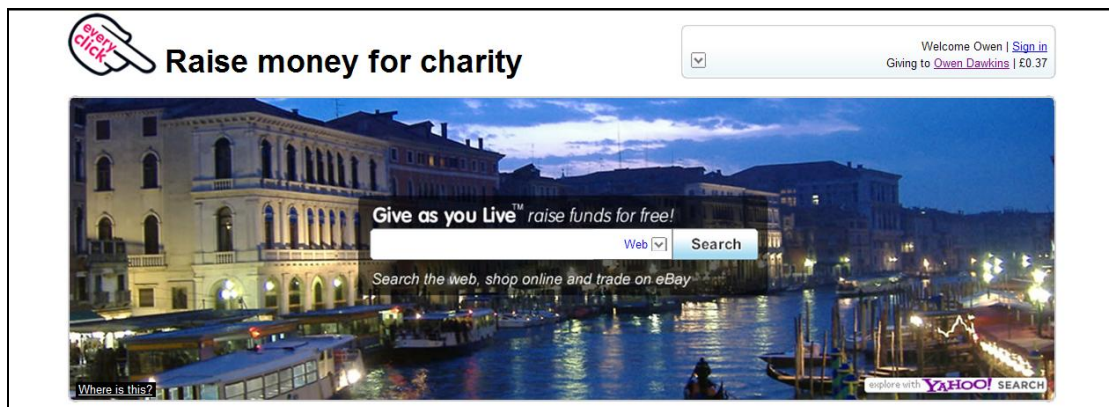 every
click
Raise money for charity
Welcome Owen | Sign in
Giving to Owen Dawkins | £0.37
Give as you Live™ raise funds for free!
Web
Search
Search the web, shop online and trade on eBay
Where is this?
explore with YAHOO! SEARCH